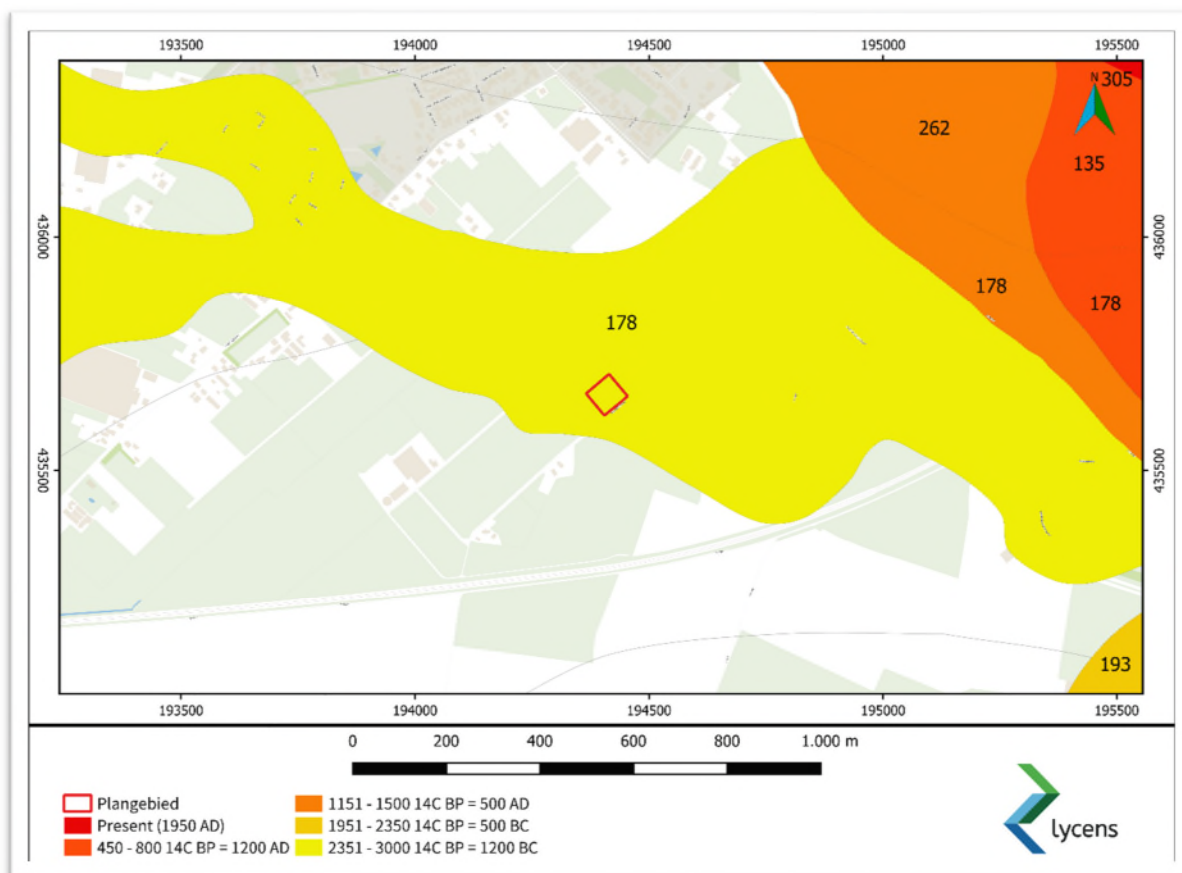 193500 194000 194500 195000 195500
N
305
262
135
436000 436000
178
178
178
435500 435500
193
193500 194000 194500 195000 195500
0 200 400 600 800 1.000 m
Plangebied
Present (1950 AD)
450 - 800 14C BP = 1200 AD
1151 - 1500 14C BP = 500 AD
1951 - 2350 14C BP = 500 BC
2351 - 3000 14C BP = 1200 BC
lycens